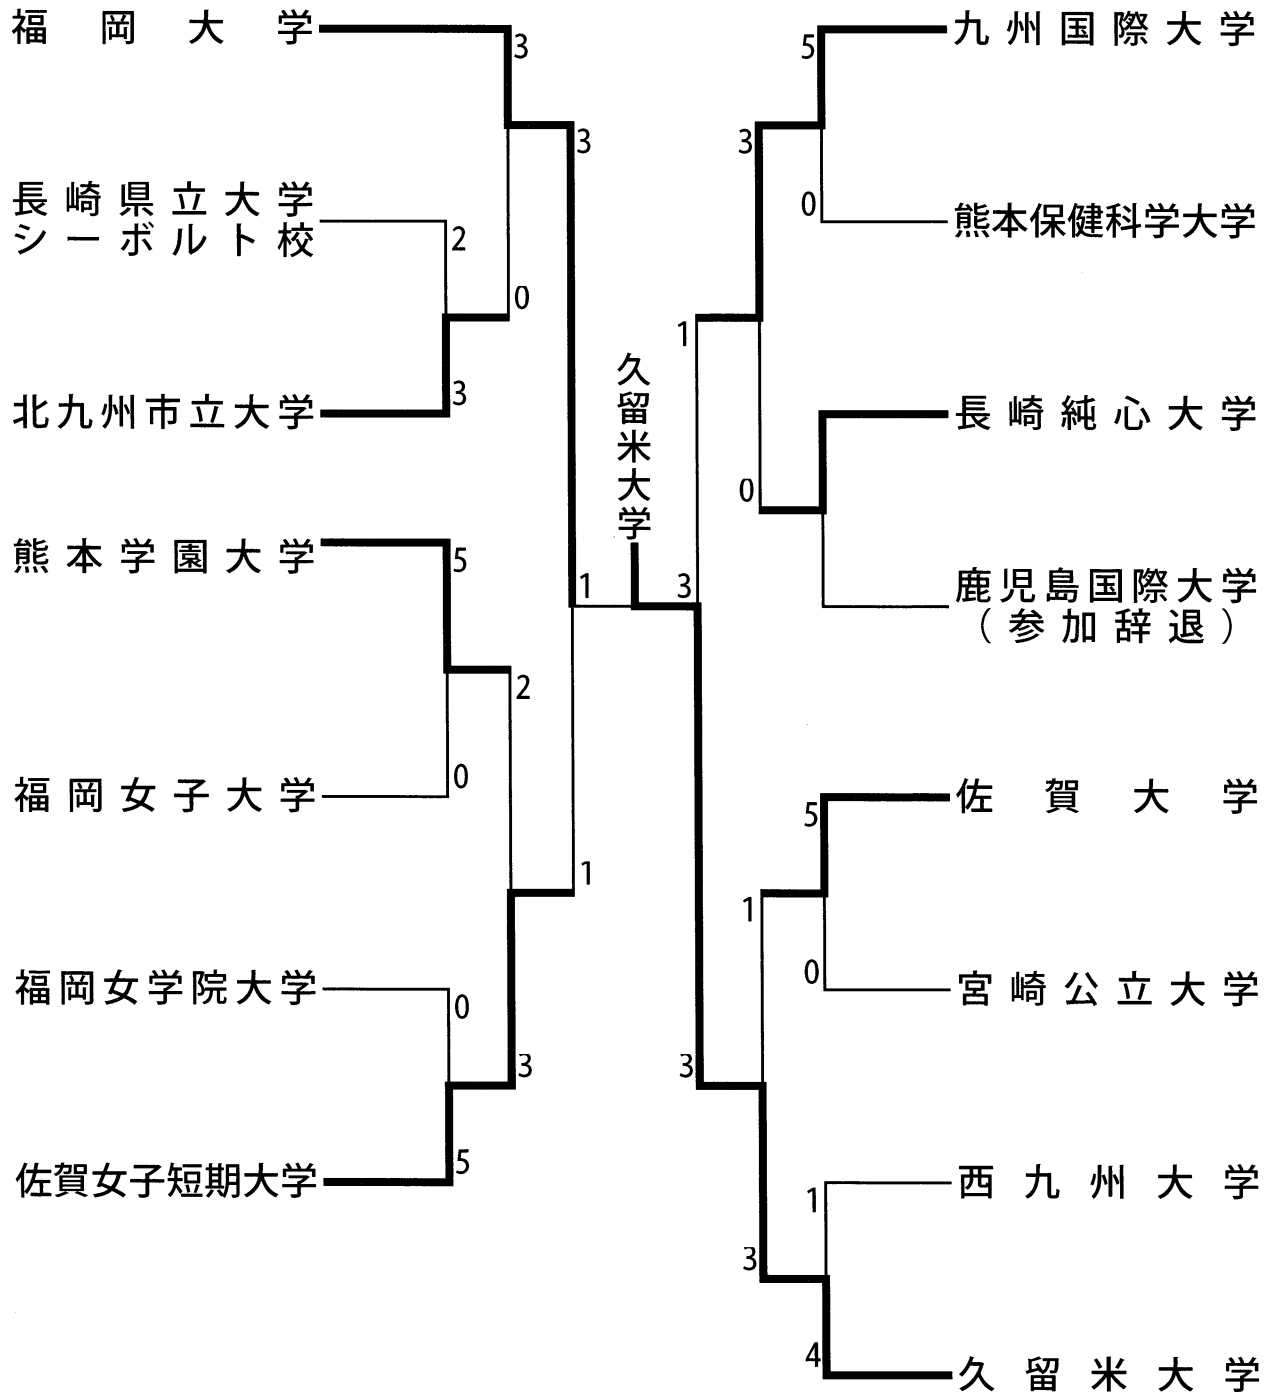 福岡大学
3
3
長崎県立大学
シーボルト校
2
0
北九州市立大学
3
熊本学園大学
5
2
福岡女子大学
0
1
福岡女学院大学
0
3
佐賀女子短期大学
5
1
久留米大学
3
九州国際大学
5
3
熊本保健科学大学
0
1
長崎純心大学
0
鹿児島国際大学
（参加辞退）
佐賀大学
5
1
宮崎公立大学
0
3
西九州大学
1
3
久留米大学
4